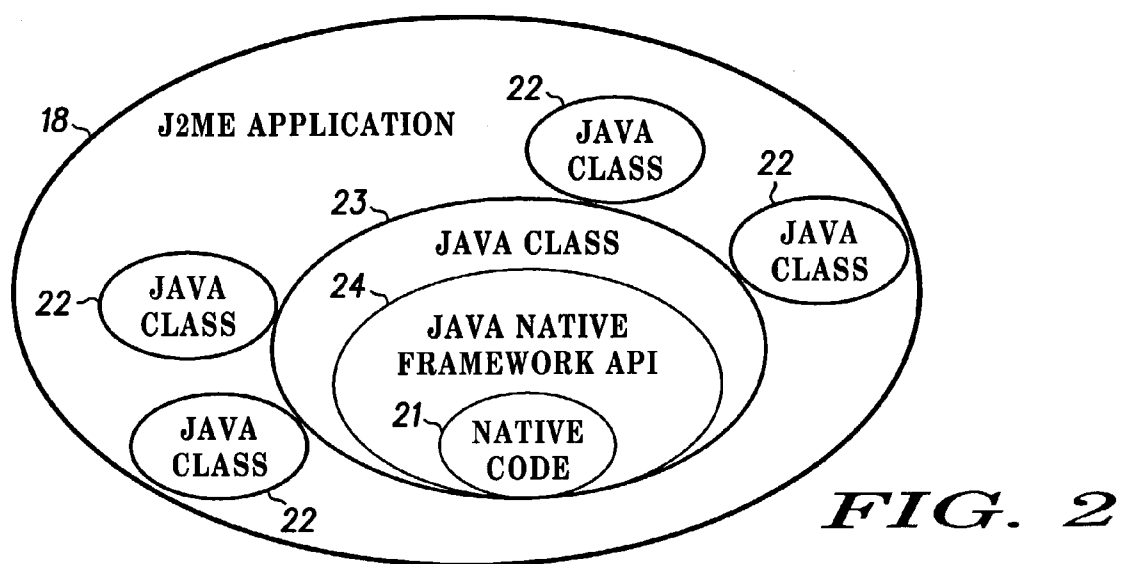 22
18
J2ME APPLICATION
JAVA
CLASS
22
23
JAVA CLASS
JAVA
CLASS
24
JAVA
CLASS
22
JAVA NATIVE
FRAMEWORK API
21
NATIVE
CODE
JAVA
CLASS
22
FIG. 2